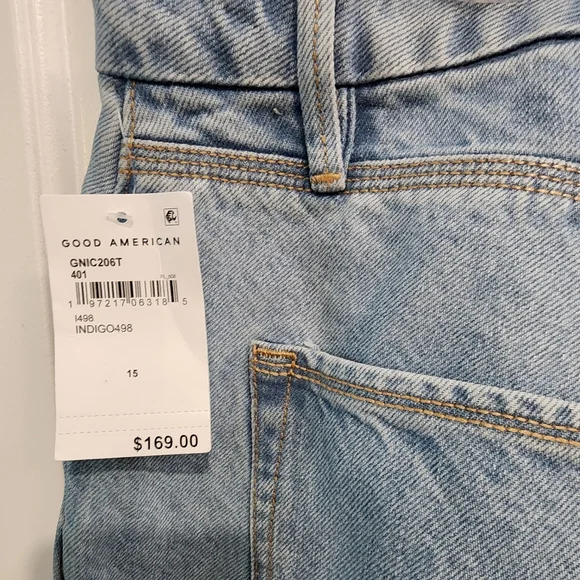 GOOD AMERICAN
GNIC206T
401
1 97217 06318 5
I498
INDIGO498
15
$169.00